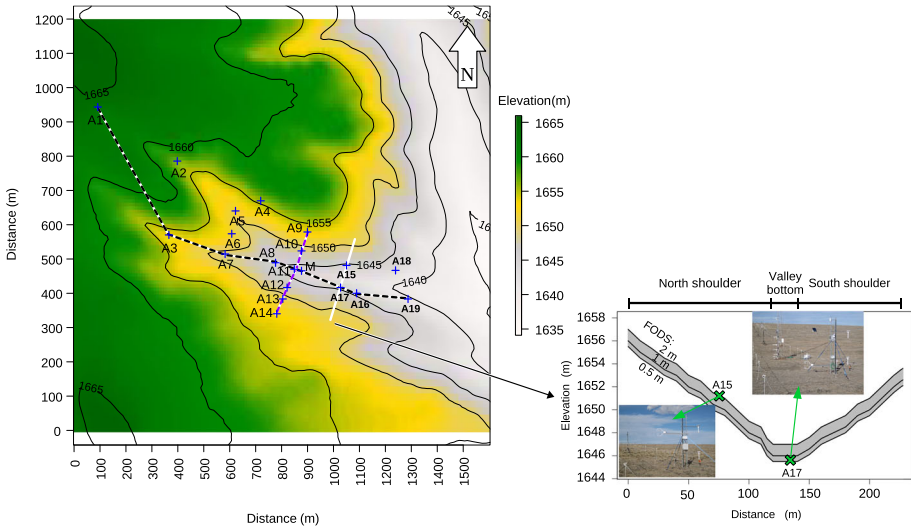 1200
1100
1000
900
800
700
600
500
400
300
200
100
0
Distance (m)
0
100
200
300
400
500
600
700
800
900
1000
1100
1200
1300
1400
1500
Distance (m)
1645
N
1665
A1
1660
A2
A4
A5
A6
A3
A7
A8
A9
1655
A10
1650
A11
M
A12
A13
A14
1645
A15
A18
1640
A17
A16
A19
1665
Elevation(m)
1665
1660
1655
1650
1645
1640
1635
North shoulder
Valley
bottom
South shoulder
1658
1656
1654
1652
1650
1648
1646
1644
Elevation (m)
FODS:
2 m
1 m
0.5 m
A15
A17
0
50
100
150
200
Distance (m)